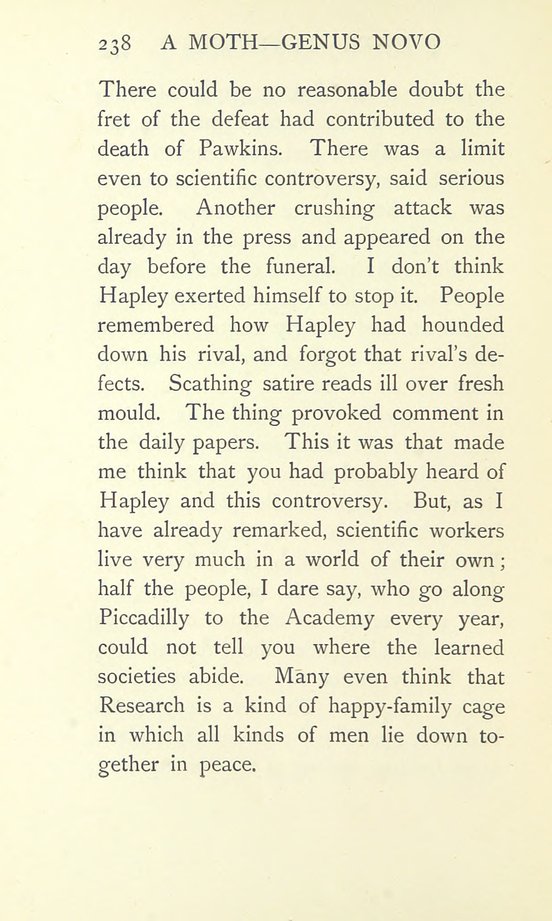 238 A MOTH—GENUS NOVO
There could be no reasonable doubt the
fret of the defeat had contributed to the
death of Pawkins. There was a limit
even to scientific controversy, said serious
people. Another crushing attack was
already in the press and appeared on the
day before the funeral. I don't think
Hapley exerted himself to stop it. People
remembered how Hapley had hounded
down his rival, and forgot that rival's de-
fects. Scathing satire reads ill over fresh
mould. The thing provoked comment in
the daily papers. This it was that made
me think that you had probably heard of
Hapley and this controversy. But, as I
have already remarked, scientific workers
live very much in a world of their own ;
half the people, I dare say, who go along
Piccadilly to the Academy every year,
could not tell you where the learned
societies abide. Many even think that
Research is a kind of happy-family cage
in which all kinds of men lie down to-
gether in peace.